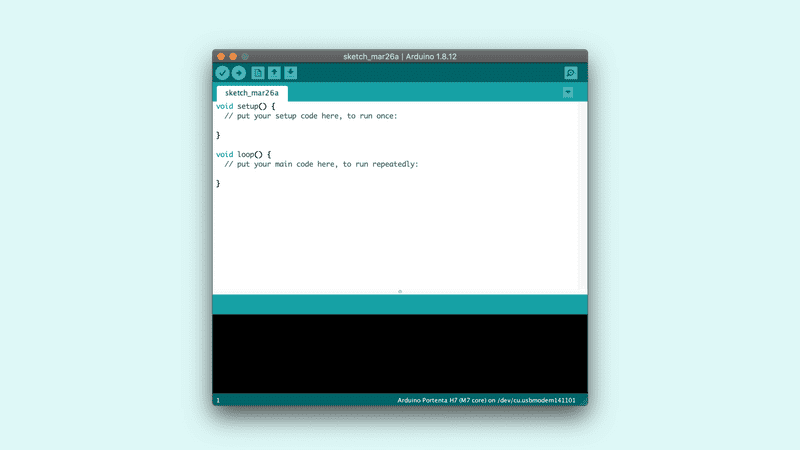 sketch_mar26a | Arduino 1.8.12
sketch_mar26a
void setup() {
  // put your setup code here, to run once:
}
void loop() {
  // put your main code here, to run repeatedly:
}
1
Arduino Portenta H7 (M7 core) on /dev/cu.usbmodem141101